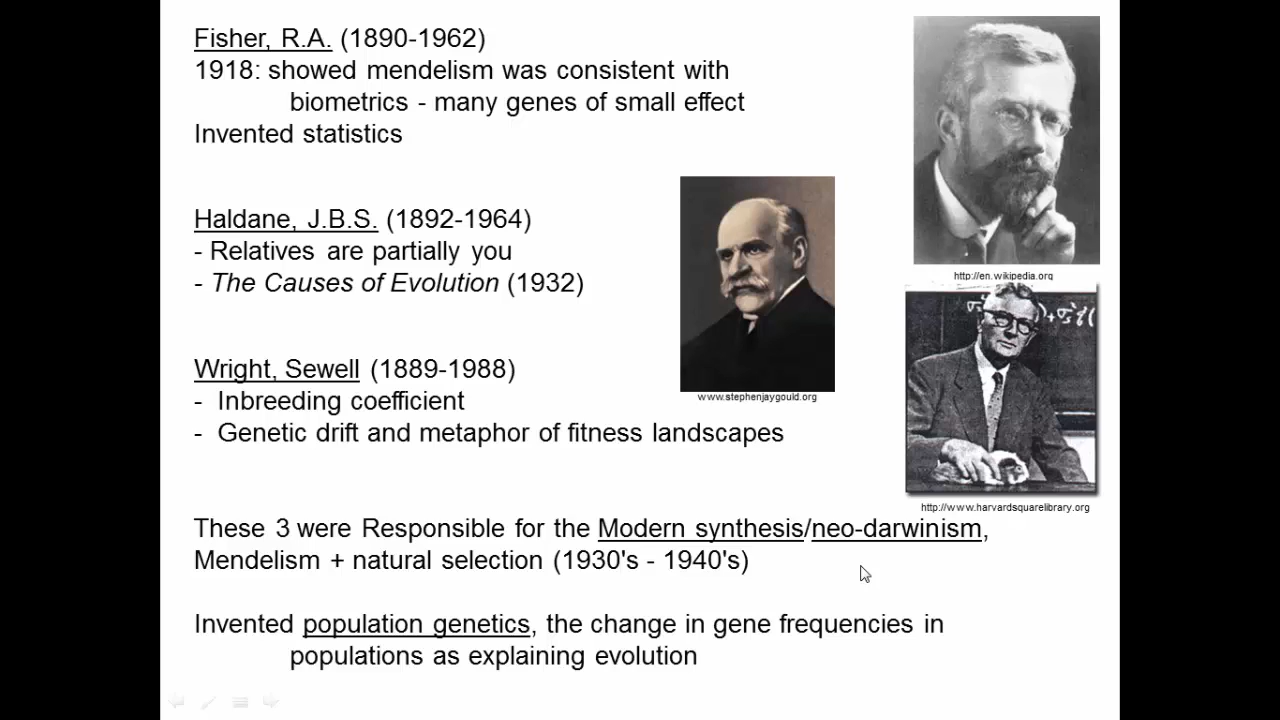 Fisher, R.A. (1890-1962)
1918: showed mendelism was consistent with
biometrics - many genes of small effect
Invented statistics
http://en.wikipedia.org
Haldane, J.B.S. (1892-1964)
- Relatives are partially you
- The Causes of Evolution (1932)
www.stephenjaygould.org
Wright, Sewell (1889-1988)
- Inbreeding coefficient
- Genetic drift and metaphor of fitness landscapes
http://www.harvardsquarelibrary.org
These 3 were Responsible for the Modern synthesis/neo-darwinism,
Mendelism + natural selection (1930's - 1940's)
Invented population genetics, the change in gene frequencies in
populations as explaining evolution